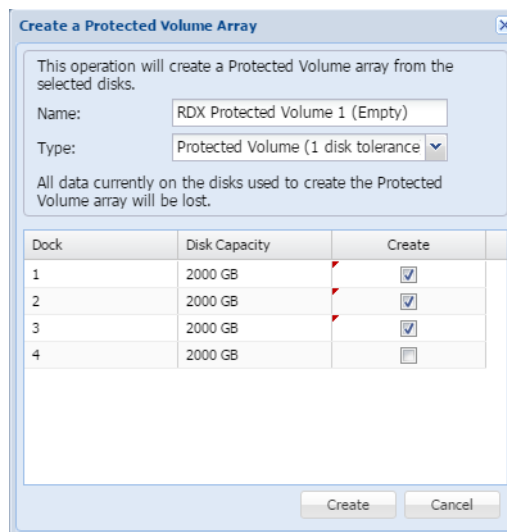 Create a Protected Volume Array
This operation will create a Protected Volume array from the
selected disks.
Name: RDX Protected Volume 1 (Empty)
Type: Protected Volume (1 disk tolerance
All data currently on the disks used to create the Protected
Volume array will be lost.
Dock Disk Capacity Create
1 2000 GB
2 2000 GB
3 2000 GB
4 2000 GB
Create Cancel